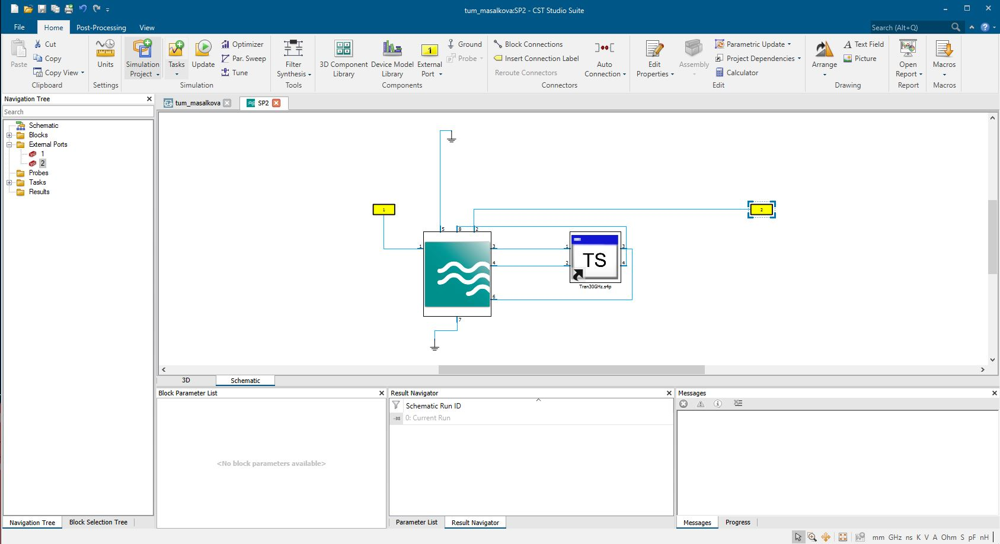 tum_masalkova:SP2 - CST Studio Suite
File Home Post-Processing View Search (Alt+Q)
Paste
Cut
Copy
Copy View
Clipboard
Units
Settings
Simulation Project
Tasks
Update
Optimizer
Par. Sweep
Tune
Simulation
Filter Synthesis
Tools
3D Component Library
Device Model Library
1
External Port
Ground
Probe
Components
Block Connections
Insert Connection Label
Reroute Connectors
Auto Connection
Connectors
Edit Properties
Assembly
Parametric Update
Project Dependencies
Calculator
Edit
Arrange
A Text Field
Picture
Drawing
Open Report
Report
Macros
Macros
Navigation Tree
Search
Schematic
Blocks
External Ports
1
2
Probes
Tasks
Results
Navigation Tree Block Selection Tree
tum_masalkova SP2
1
2
5 8 2
1 3
4
6
7
1 3
2 4
TS
Tran30GHz.s4p
3D Schematic
Block Parameter List
<No block parameters available>
Result Navigator
Schematic Run ID
0: Current Run
Parameter List Result Navigator
Messages
Messages Progress
mm GHz ns K V A Ohm S pF nH